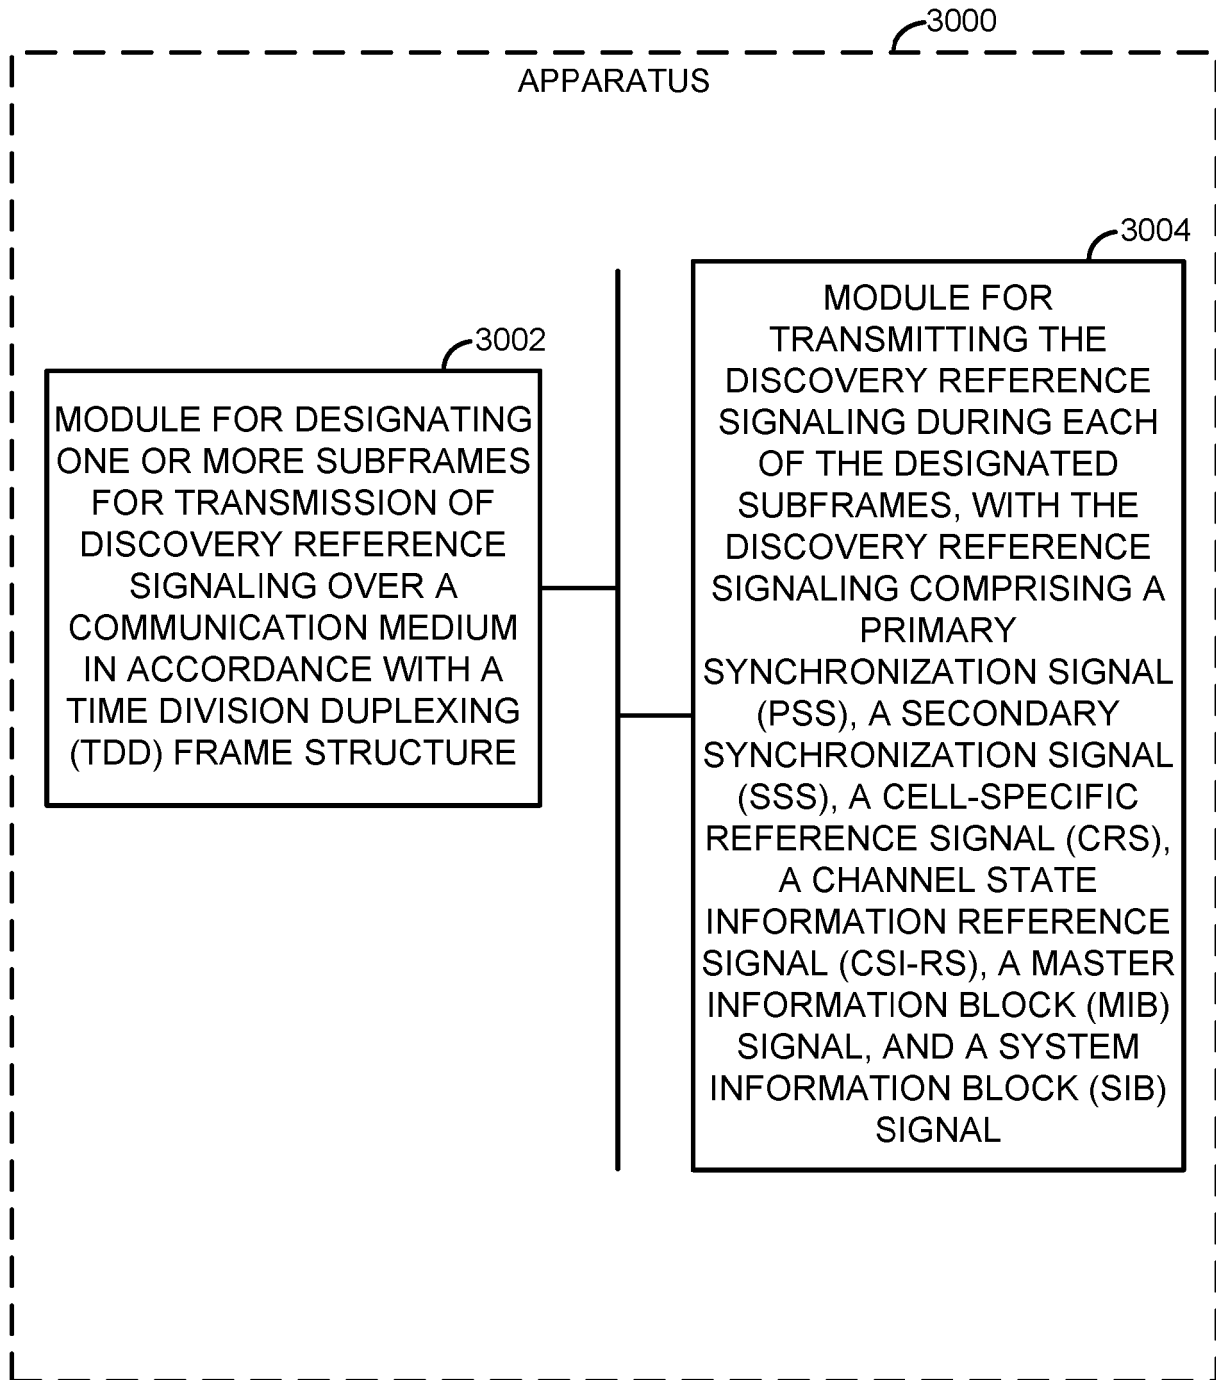 3000
APPARATUS
3002
MODULE FOR DESIGNATING
ONE OR MORE SUBFRAMES
FOR TRANSMISSION OF
DISCOVERY REFERENCE
SIGNALING OVER A
COMMUNICATION MEDIUM
IN ACCORDANCE WITH A
TIME DIVISION DUPLEXING
(TDD) FRAME STRUCTURE
3004
MODULE FOR
TRANSMITTING THE
DISCOVERY REFERENCE
SIGNALING DURING EACH
OF THE DESIGNATED
SUBFRAMES, WITH THE
DISCOVERY REFERENCE
SIGNALING COMPRISING A
PRIMARY
SYNCHRONIZATION SIGNAL
(PSS), A SECONDARY
SYNCHRONIZATION SIGNAL
(SSS), A CELL-SPECIFIC
REFERENCE SIGNAL (CRS),
A CHANNEL STATE
INFORMATION REFERENCE
SIGNAL (CSI-RS), A MASTER
INFORMATION BLOCK (MIB)
SIGNAL, AND A SYSTEM
INFORMATION BLOCK (SIB)
SIGNAL